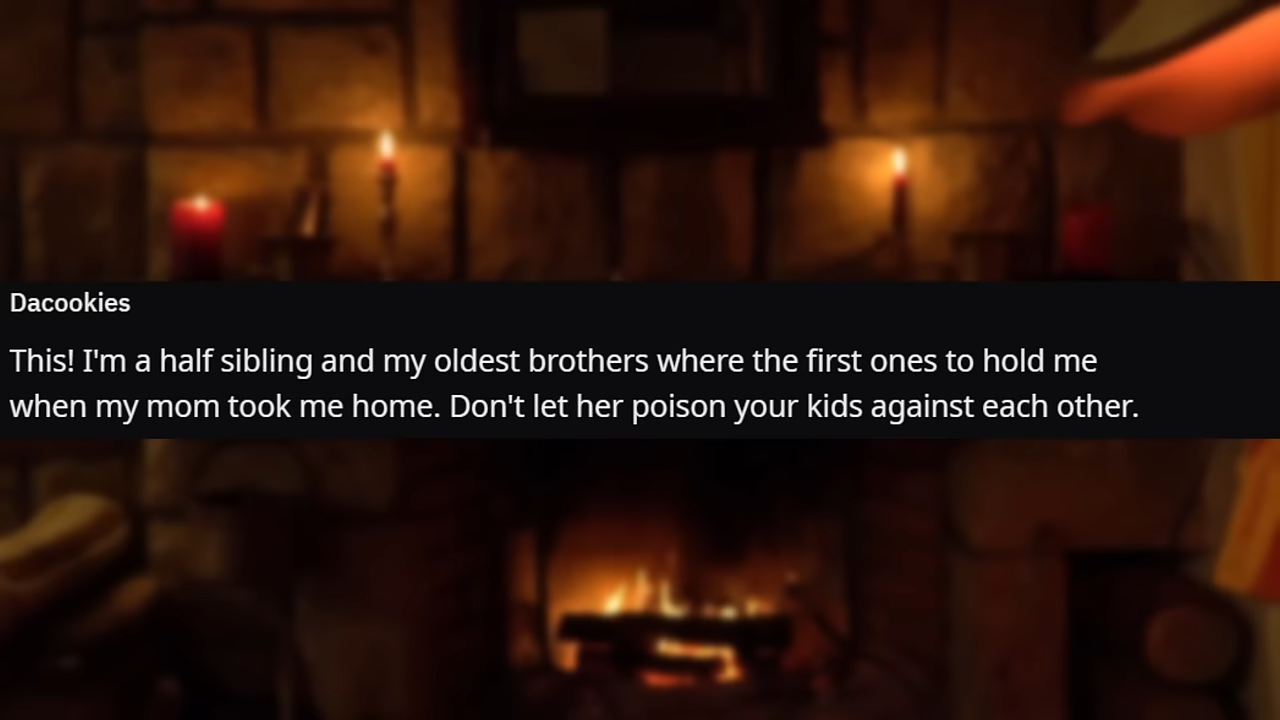 Dacookies
This! I'm a half sibling and my oldest brothers where the first ones to hold me
when my mom took me home. Don't let her poison your kids against each other.